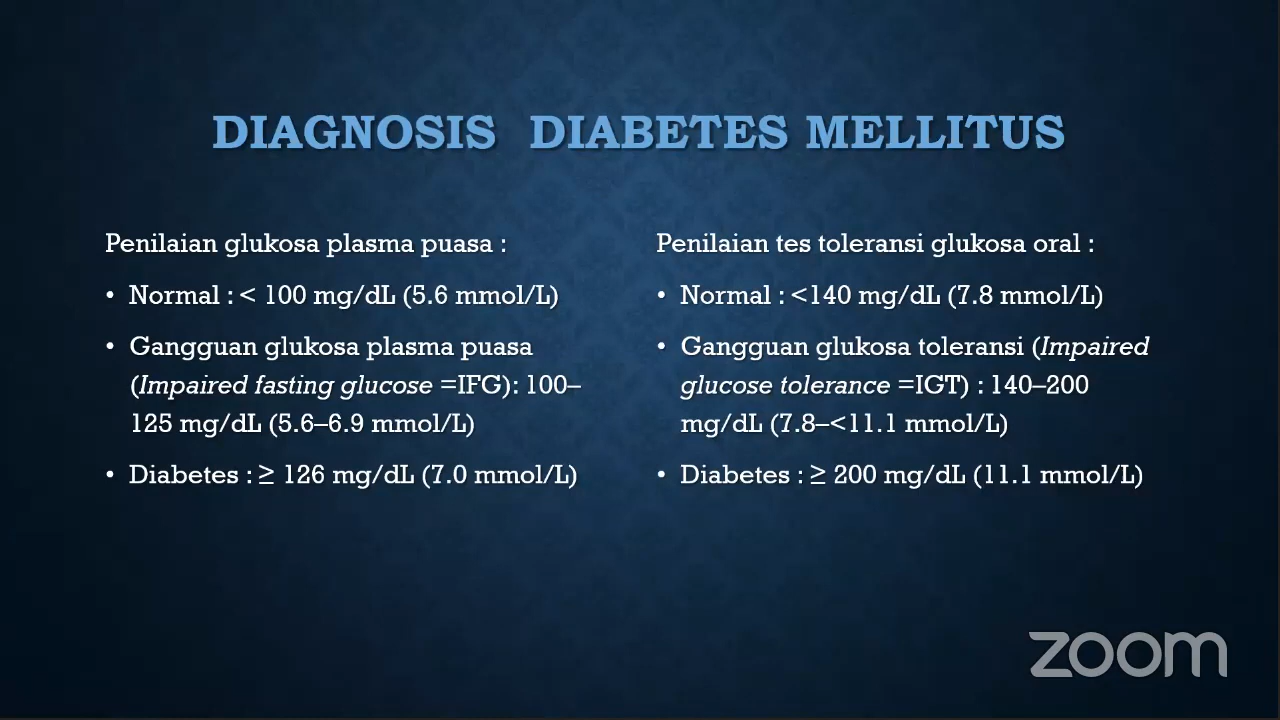 DIAGNOSIS DIABETES MELLITUS
Penilaian glukosa plasma puasa :
• Normal : < 100 mg/dL (5.6 mmol/L)
• Gangguan glukosa plasma puasa
(Impaired fasting glucose =IFG): 100–
125 mg/dL (5.6–6.9 mmol/L)
• Diabetes : ≥ 126 mg/dL (7.0 mmol/L)
Penilaian tes toleransi glukosa oral :
• Normal : <140 mg/dL (7.8 mmol/L)
• Gangguan glukosa toleransi (Impaired
glucose tolerance =IGT) : 140–200
mg/dL (7.8–<11.1 mmol/L)
• Diabetes : ≥ 200 mg/dL (11.1 mmol/L)
zoom